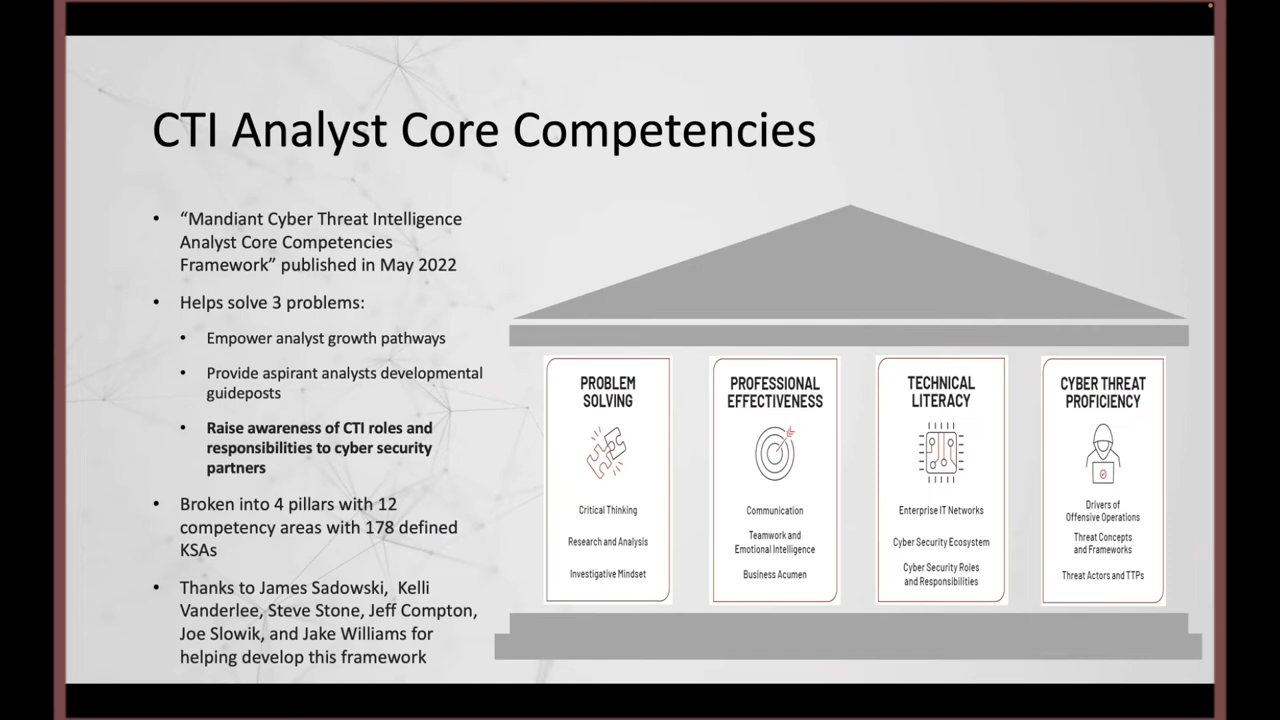 CTI Analyst Core Competencies
• “Mandiant Cyber Threat Intelligence
Analyst Core Competencies
Framework” published in May 2022
• Helps solve 3 problems:
• Empower analyst growth pathways
• Provide aspirant analysts developmental
guideposts
• Raise awareness of CTI roles and
responsibilities to cyber security
partners
• Broken into 4 pillars with 12
competency areas with 178 defined
KSAs
• Thanks to James Sadowski, Kelli
Vanderlee, Steve Stone, Jeff Compton,
Joe Slowik, and Jake Williams for
helping develop this framework
PROBLEM
SOLVING
Critical Thinking
Research and Analysis
Investigative Mindset
PROFESSIONAL
EFFECTIVENESS
Communication
Teamwork and
Emotional Intelligence
Business Acumen
TECHNICAL
LITERACY
Enterprise IT Networks
Cyber Security Ecosystem
Cyber Security Roles
and Responsibilities
CYBER THREAT
PROFICIENCY
Drivers of
Offensive Operations
Threat Concepts
and Frameworks
Threat Actors and TTPs